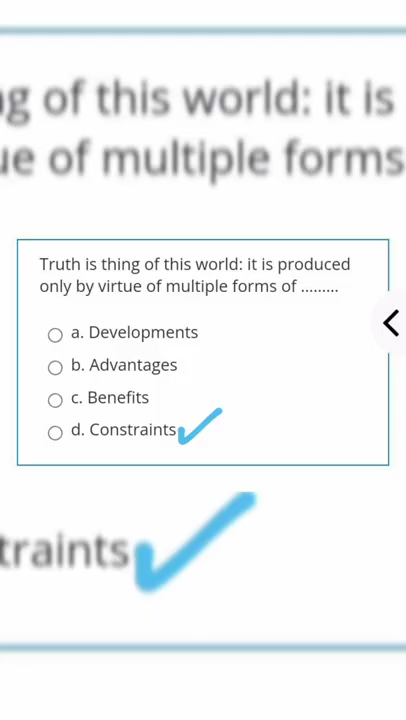 g of this world: it is
ue of multiple forms
Truth is thing of this world: it is produced
only by virtue of multiple forms of .........
a. Developments
b. Advantages
c. Benefits
d. Constraints
traints